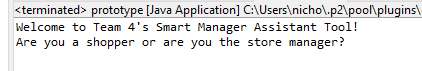 <terminated> prototype [Java Application] C:\Users\nicho\.p2\pool\plugins\
Welcome to Team 4's Smart Manager Assistant Tool!
Are you a shopper or are you the store manager?